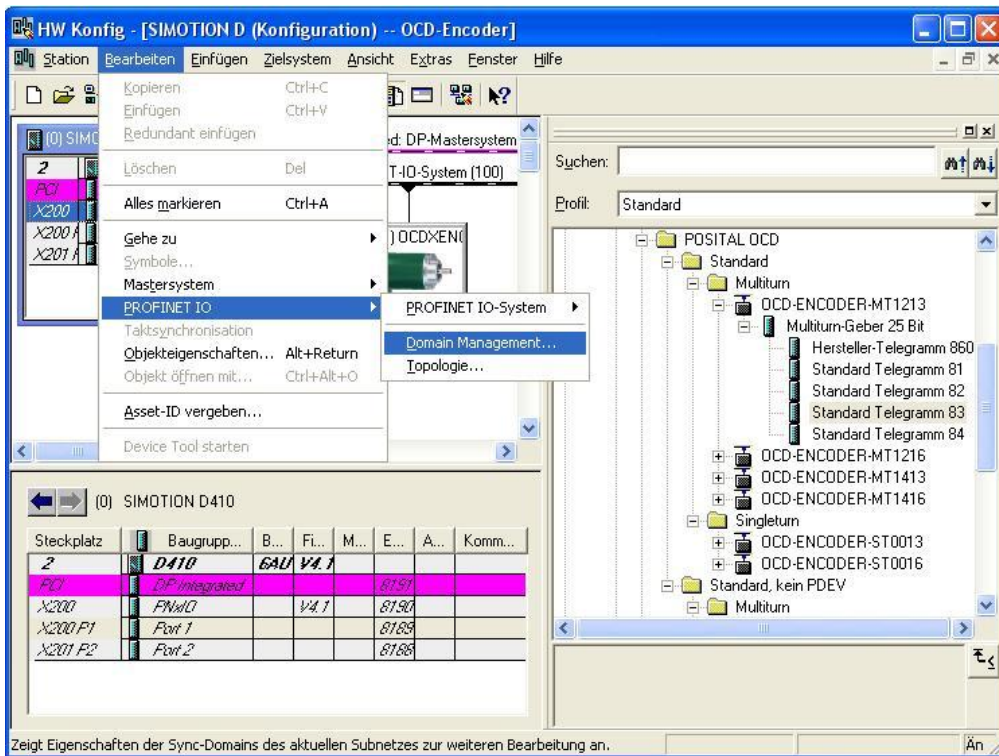 HW Konfig - [SIMOTION D (Konfiguration) -- OCD-Encoder]
Station Bearbeiten Einfügen Zielsystem Ansicht Extras Fenster Hilfe
Kopieren Ctrl+C
Einfügen Ctrl+V
Redundant einfügen
Löschen Del
Alles markieren Ctrl+A
Gehe zu
Symbole...
Mastersystem
PROFINET IO
Taktsynchronisation
Objekteigenschaften... Alt+Return
Objekt öffnen mit... Ctrl+Alt+O
Asset-ID vergeben...
Device Tool starten
PROFINET IO-System
Domain Management...
Topologie...
(0) SIMO
2
PCI
X200
X200
X201
DP-Mastersystem
T-IO-System (100)
) OCDXEN
Suchen:
Profil: Standard
POSITAL OCD
Standard
Multiturn
OCD-ENCODER-MT1213
Multiturn-Geber 25 Bit
Hersteller-Telegramm 860
Standard Telegramm 81
Standard Telegramm 82
Standard Telegramm 83
Standard Telegramm 84
OCD-ENCODER-MT1216
OCD-ENCODER-MT1413
OCD-ENCODER-MT1416
Singleturn
OCD-ENCODER-ST0013
OCD-ENCODER-ST0016
Standard, kein PDEV
Multiturn
(0) SIMOTION D410
Steckplatz Baugrupp... B... Fi... M... E... A... Komm...
2 D410 6AU V4.1
PCI DP integrated 8191
X200 PNxIO V4.1 8190
X200 P1 Port 1 8189
X201 P2 Port 2 8188
Zeigt Eigenschaften der Sync-Domains des aktuellen Subnetzes zur weiteren Bearbeitung an. Än